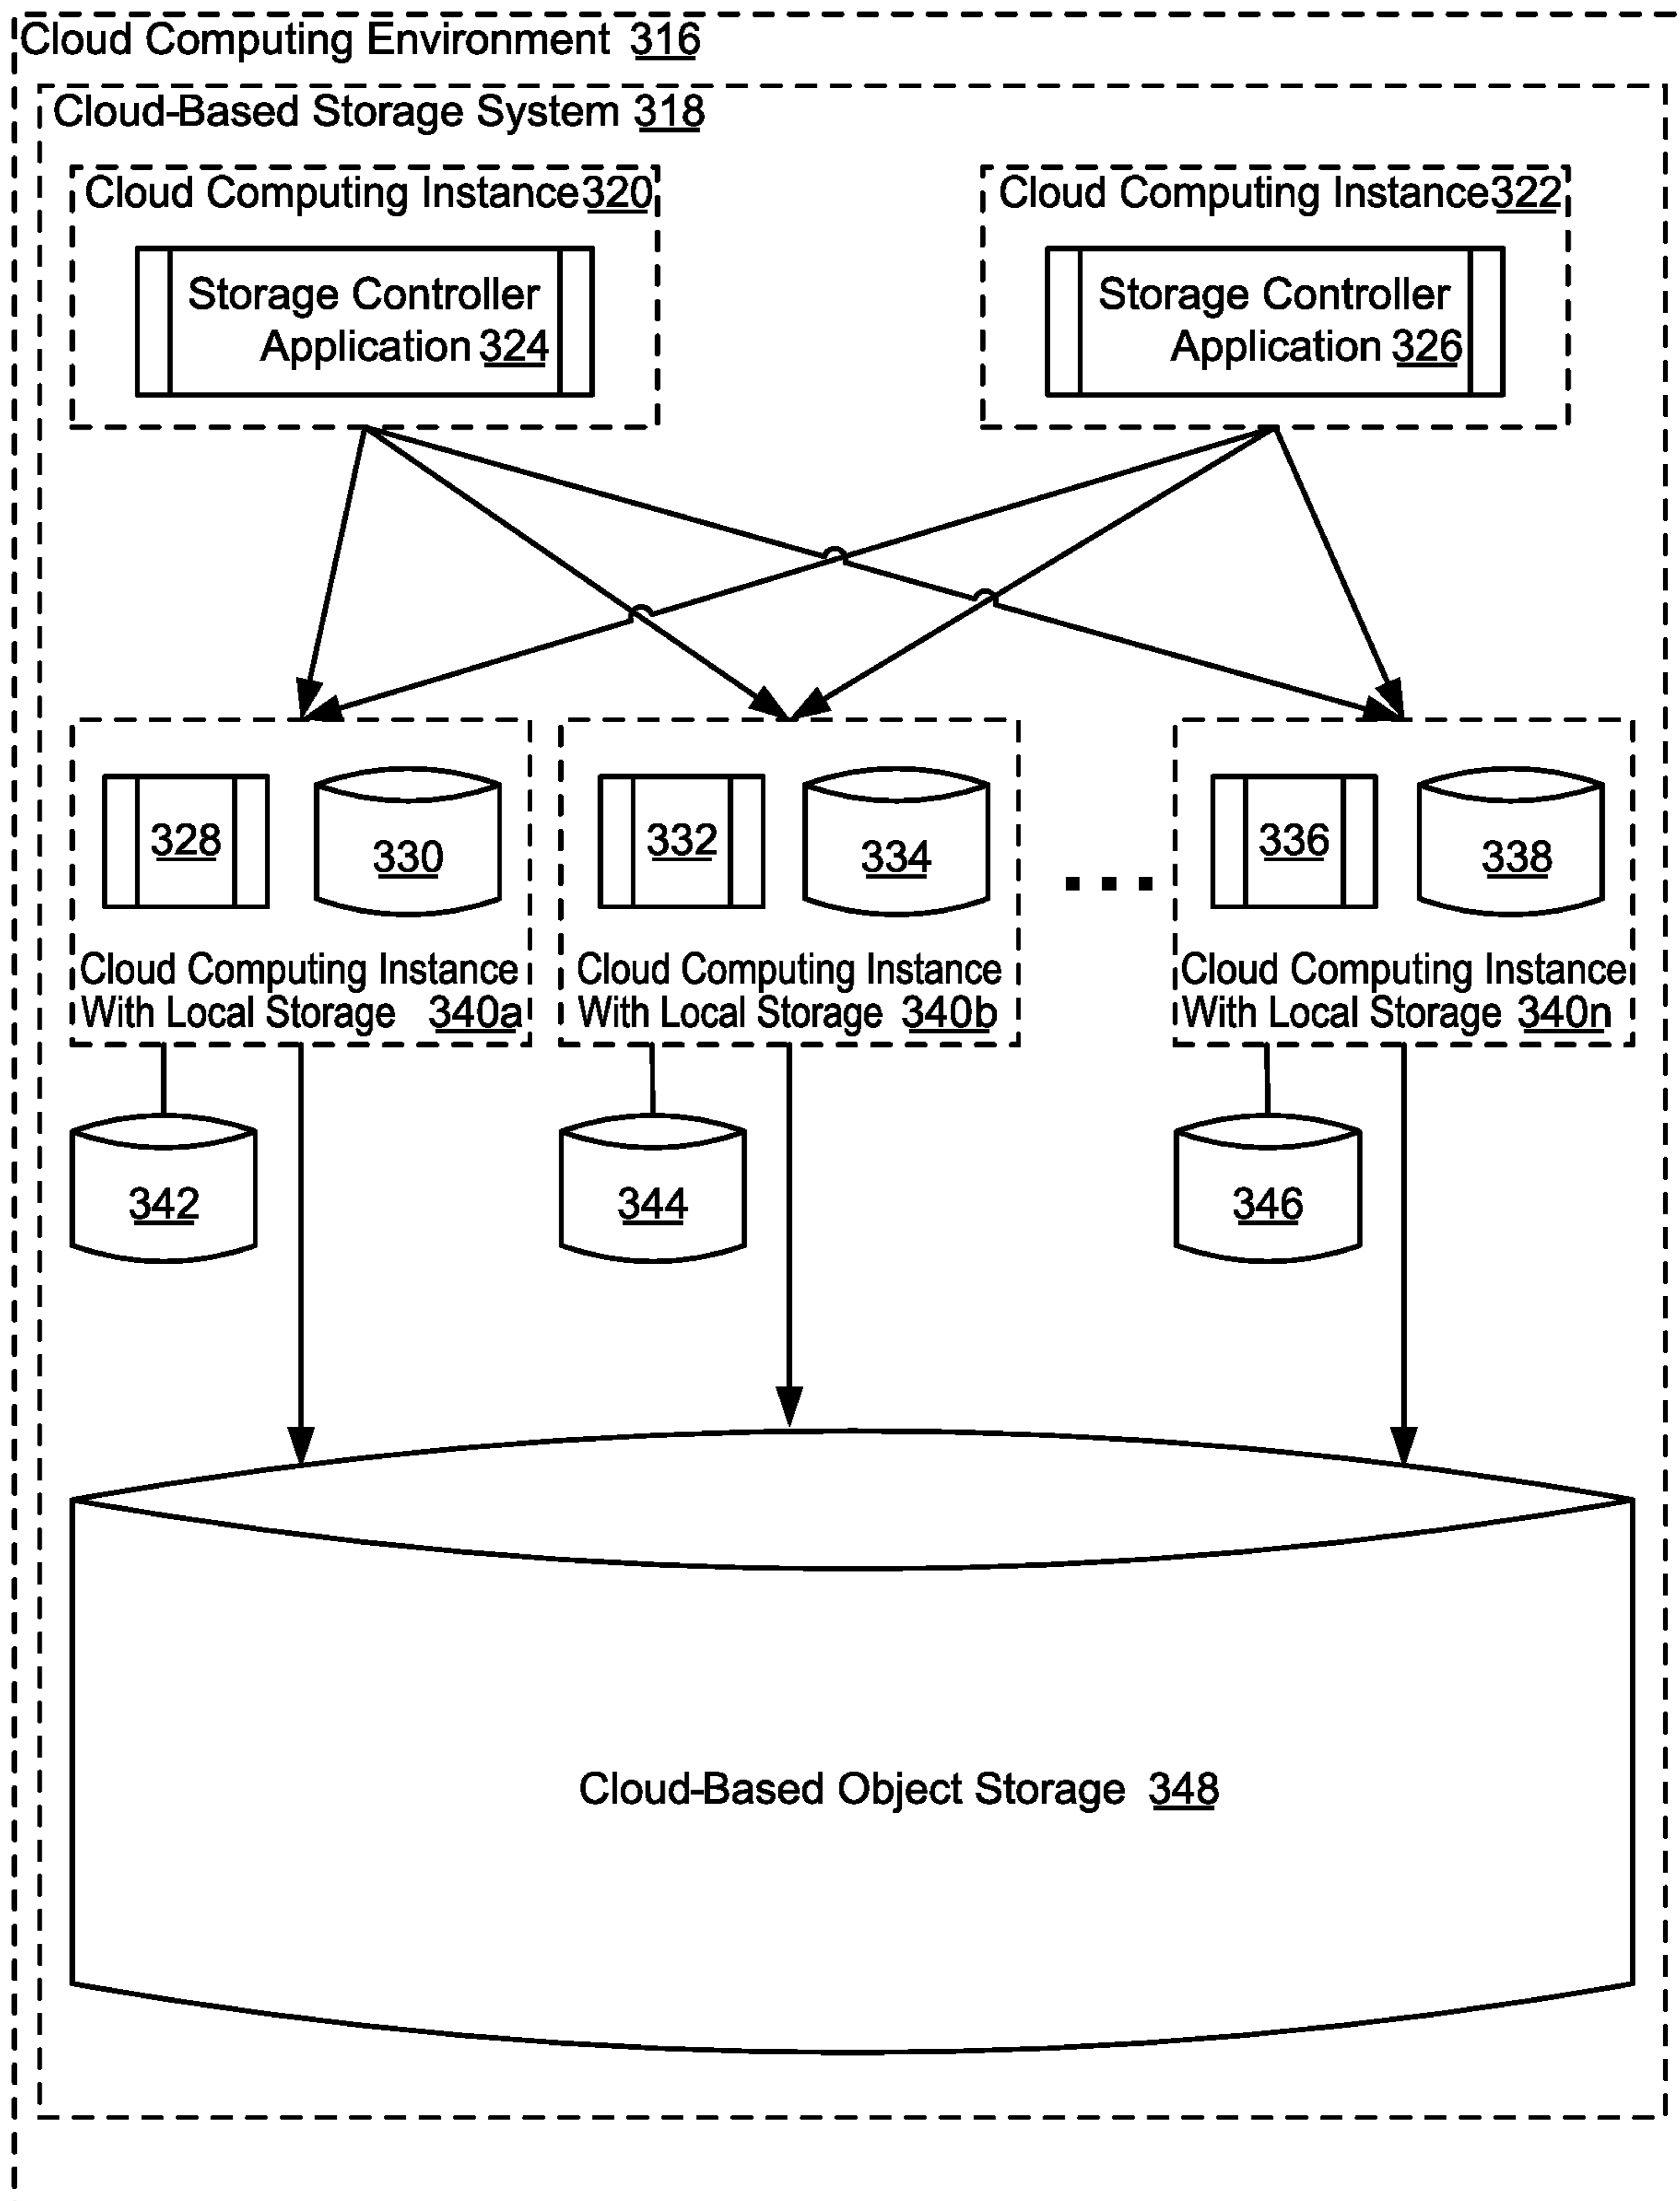 Cloud Computing Environment 316
Cloud-Based Storage System 318
Cloud Computing Instance 320
Storage Controller
Application 324
Cloud Computing Instance 322
Storage Controller
Application 326
328
330
Cloud Computing Instance
With Local Storage 340a
332
334
Cloud Computing Instance
With Local Storage 340b
...
336
338
Cloud Computing Instance
With Local Storage 340n
342
344
346
Cloud-Based Object Storage 348